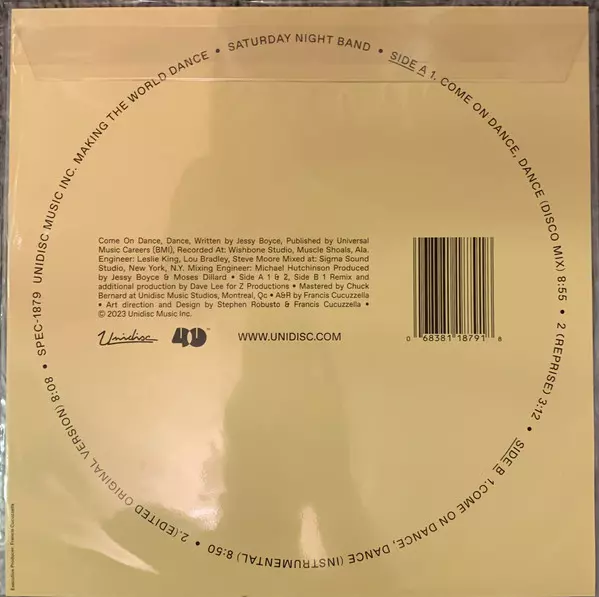 SPEC-1879 UNIDISC MUSIC INC. MAKING THE WORLD DANCE • SATURDAY NIGHT BAND • SIDE A 1. COME ON DANCE, DANCE (DISCO MIX) 8:55 • 2 (REPRISE) 3:12 • SIDE B 1.COME ON DANCE, DANCE (INSTRUMENTAL) 8:50 • 2.(EDITED ORIGINAL VERSION) 8:08 •
Come On Dance, Dance, Written by Jessy Boyce, Published by Universal
Music Careers (BMI), Recorded At: Wishbone Studio, Muscle Shoals, Ala.
Engineer: Leslie King, Lou Bradley, Steve Moore Mixed at: Sigma Sound
Studio, New York, N.Y. Mixing Engineer: Michael Hutchinson Produced
by Jessy Boyce & Moses Dillard • Side A 1 & 2, Side B 1 Remix and
additional production by Dave Lee for Z Productions • Mastered by Chuck
Bernard at Unidisc Music Studios, Montreal, Qc • A&R by Francis Cucuzzella
• Art direction and Design by Stephen Robusto & Francis Cucuzzella •
© 2023 Unidisc Music Inc.
Unidisc 40 WWW.UNIDISC.COM
0 68381 18791 8
Executive Producer: Francis Cucuzzella